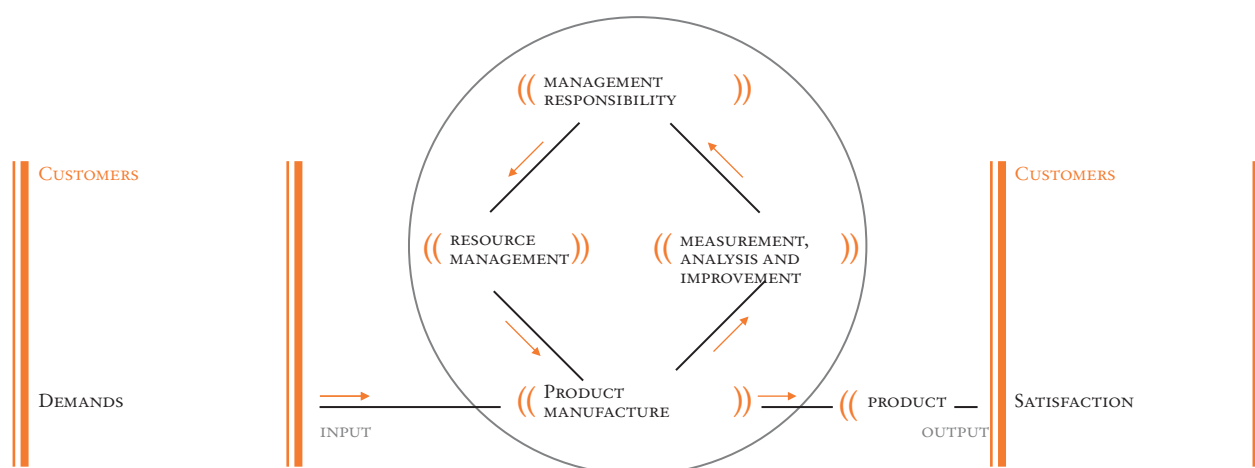 MANAGEMENT
RESPONSIBILITY
CUSTOMERS
CUSTOMERS
RESOURCE
MANAGEMENT
MEASUREMENT,
ANALYSIS AND
IMPROVEMENT
DEMANDS
PRODUCT
MANUFACTURE
PRODUCT
SATISFACTION
INPUT
OUTPUT